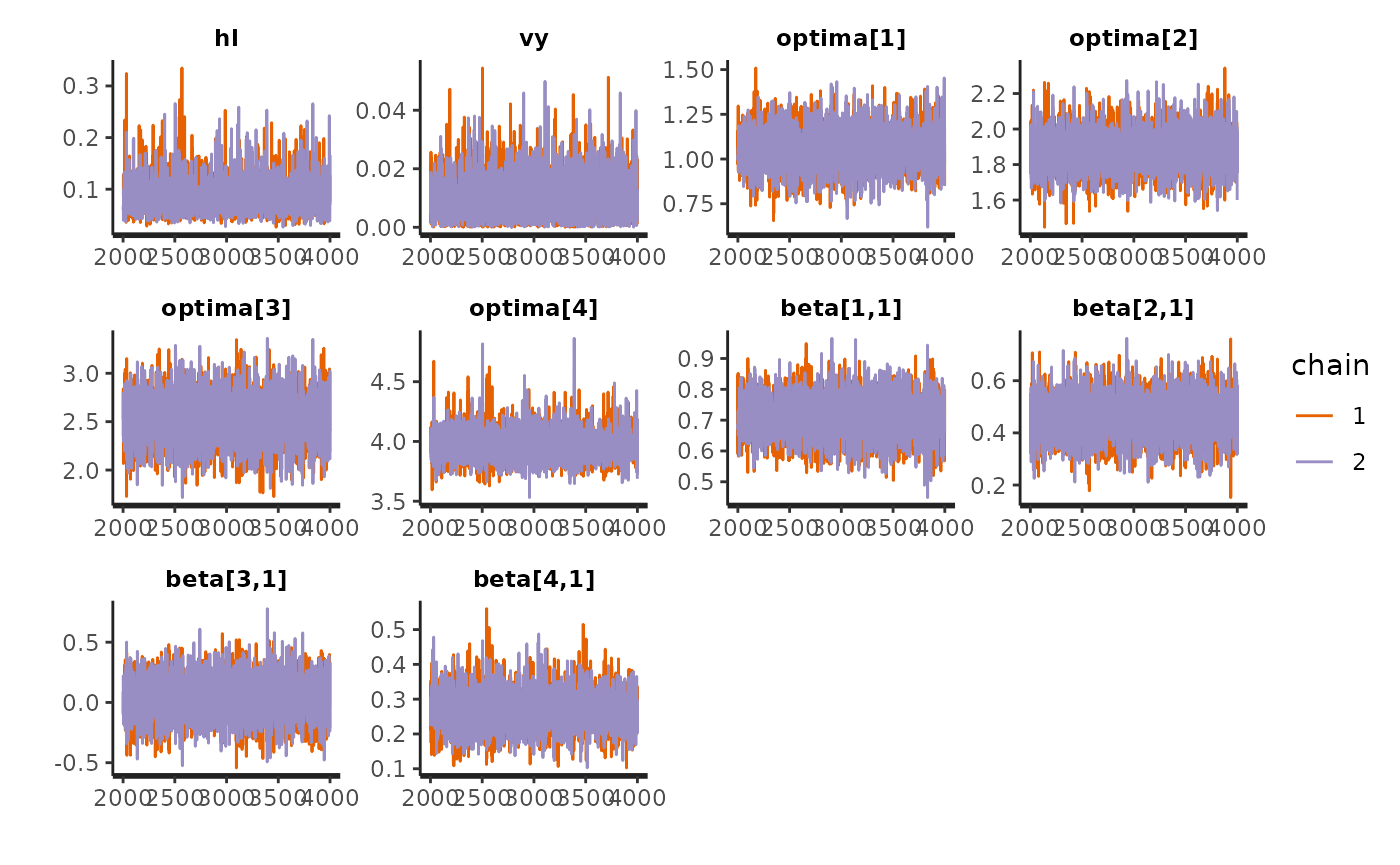 hl vy optima[1] optima[2]
0.3 0.2 0.1
0.04 0.02 0.00
1.50 1.25 1.00 0.75
2.2 2.0 1.8 1.6
2000 2500 3000 3500 4000 2000 2500 3000 3500 4000 2000 2500 3000 3500 4000 2000 2500 3000 3500 4000
optima[3] optima[4] beta[1,1] beta[2,1]
3.0 2.5 2.0
4.5 4.0 3.5
0.9 0.8 0.7 0.6 0.5
0.6 0.4 0.2
2000 2500 3000 3500 4000 2000 2500 3000 3500 4000 2000 2500 3000 3500 4000 2000 2500 3000 3500 4000
beta[3,1] beta[4,1]
0.5 0.0 -0.5
0.5 0.4 0.3 0.2 0.1
2000 2500 3000 3500 4000 2000 2500 3000 3500 4000
chain
1
2